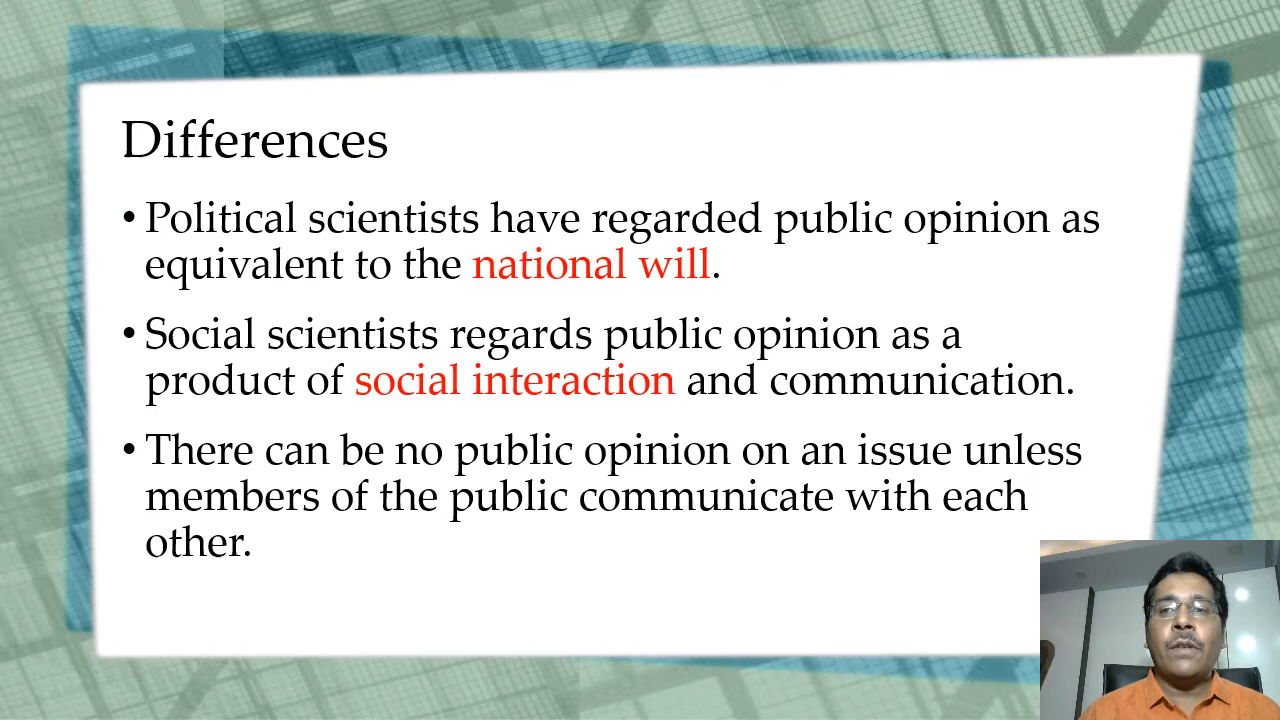 Differences
• Political scientists have regarded public opinion as
equivalent to the national will.
• Social scientists regards public opinion as a
product of social interaction and communication.
• There can be no public opinion on an issue unless
members of the public communicate with each
other.